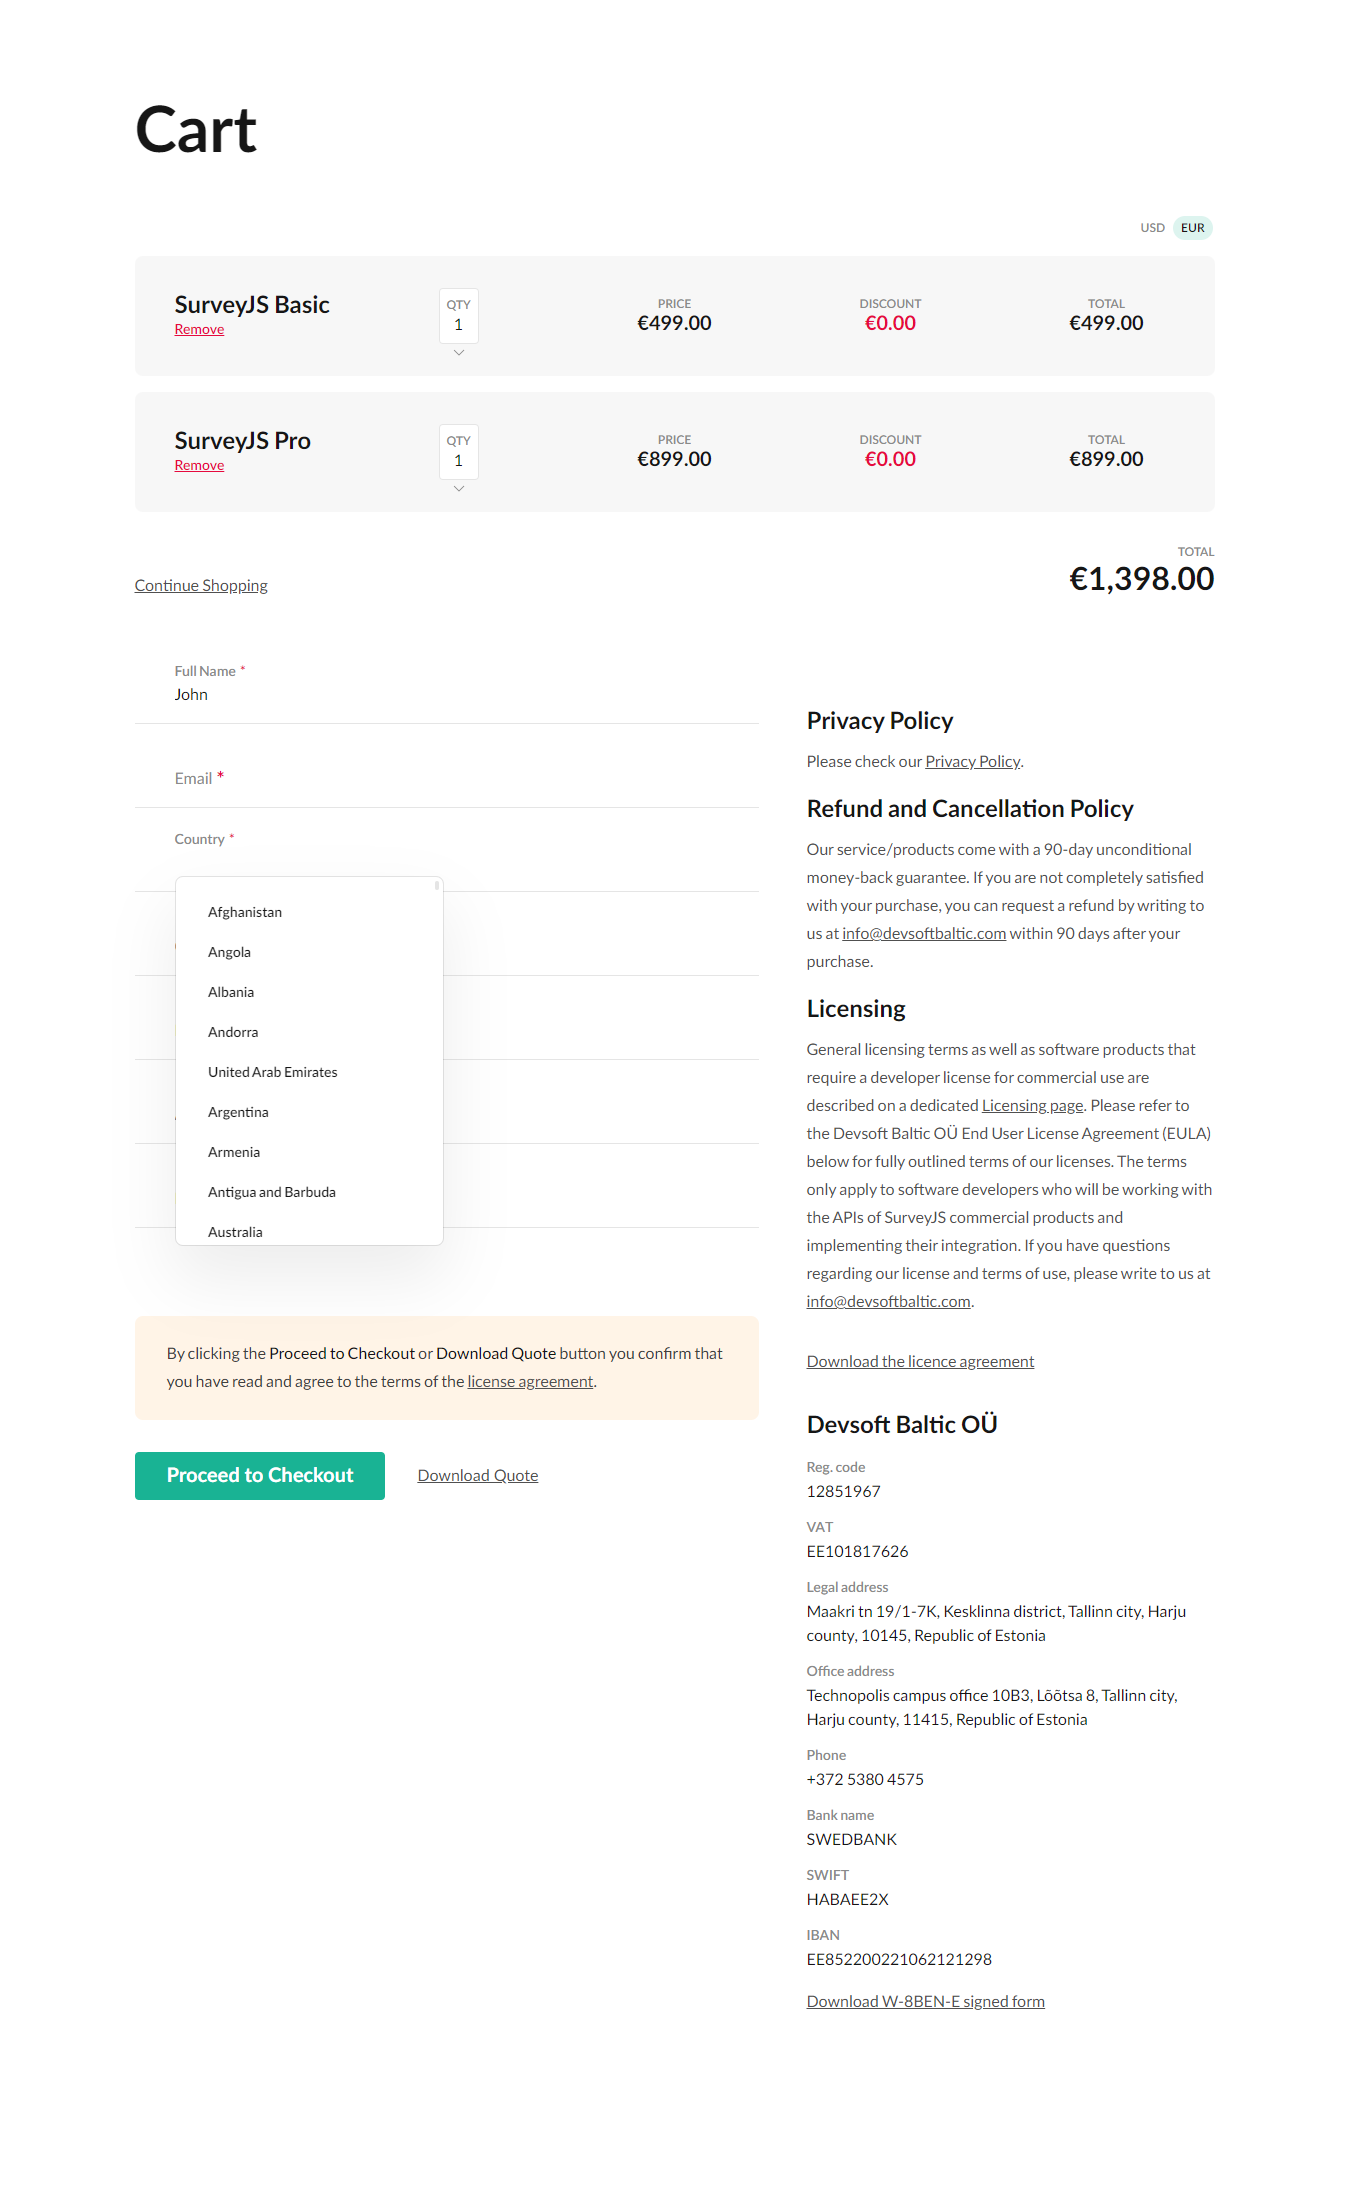 Cart
USD EUR
SurveyJS Basic
Remove
QTY
1
PRICE
€499.00
DISCOUNT
€0.00
TOTAL
€499.00
SurveyJS Pro
Remove
QTY
1
PRICE
€899.00
DISCOUNT
€0.00
TOTAL
€899.00
Continue Shopping
TOTAL
€1,398.00
Full Name *
John
Email *
Country *
Afghanistan
Angola
Albania
Andorra
United Arab Emirates
Argentina
Armenia
Antigua and Barbuda
Australia
By clicking the Proceed to Checkout or Download Quote button you confirm that
you have read and agree to the terms of the license agreement.
Proceed to Checkout
Download Quote
Privacy Policy
Please check our Privacy Policy.
Refund and Cancellation Policy
Our service/products come with a 90-day unconditional
money-back guarantee. If you are not completely satisfied
with your purchase, you can request a refund by writing to
us at info@devsoftbaltic.com within 90 days after your
purchase.
Licensing
General licensing terms as well as software products that
require a developer license for commercial use are
described on a dedicated Licensing page. Please refer to
the Devsoft Baltic OÜ End User License Agreement (EULA)
below for fully outlined terms of our licenses. The terms
only apply to software developers who will be working with
the APIs of SurveyJS commercial products and
implementing their integration. If you have questions
regarding our license and terms of use, please write to us at
info@devsoftbaltic.com.
Download the licence agreement
Devsoft Baltic OÜ
Reg. code
12851967
VAT
EE101817626
Legal address
Maakri tn 19/1-7K, Kesklinna district, Tallinn city, Harju
county, 10145, Republic of Estonia
Office address
Technopolis campus office 10B3, Lõõtsa 8, Tallinn city,
Harju county, 11415, Republic of Estonia
Phone
+372 5380 4575
Bank name
SWEDBANK
SWIFT
HABAEE2X
IBAN
EE852200221062121298
Download W-8BEN-E signed form